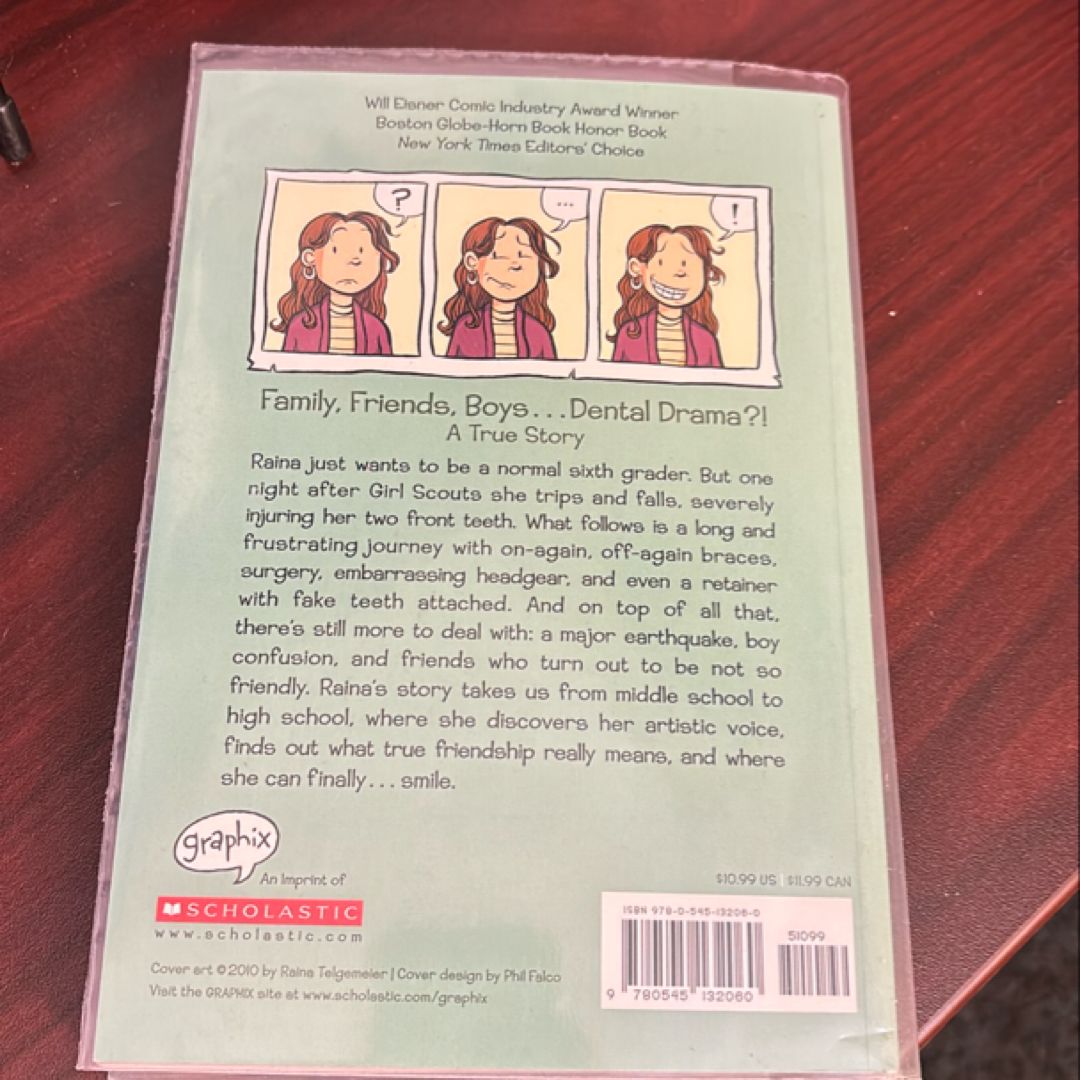 Will Eisner Comic Industry Award Winner
Boston Globe-Horn Book Honor Book
New York Times Editors' Choice
?
...
!
Family, Friends, Boys...Dental Drama?!
A True Story
Raina just wants to be a normal sixth grader. But one
night after Girl Scouts she trips and falls, severely
injuring her two front teeth. What follows is a long and
frustrating journey with on-again, off-again braces,
surgery, embarrassing headgear, and even a retainer
with fake teeth attached. And on top of all that,
there's still more to deal with: a major earthquake, boy
confusion, and friends who turn out to be not so
friendly. Raina's story takes us from middle school to
high school, where she discovers her artistic voice,
finds out what true friendship really means, and where
she can finally... smile.
graphix
An Imprint of
SCHOLASTIC
www.scholastic.com
Cover art © 2010 by Raina Telgemeier | Cover design by Phil Falco
Visit the GRAPHIX site at www.scholastic.com/graphix
$10.99 US | $11.99 CAN
ISBN 978-0-545-13206-0
51099
9 780545 132060